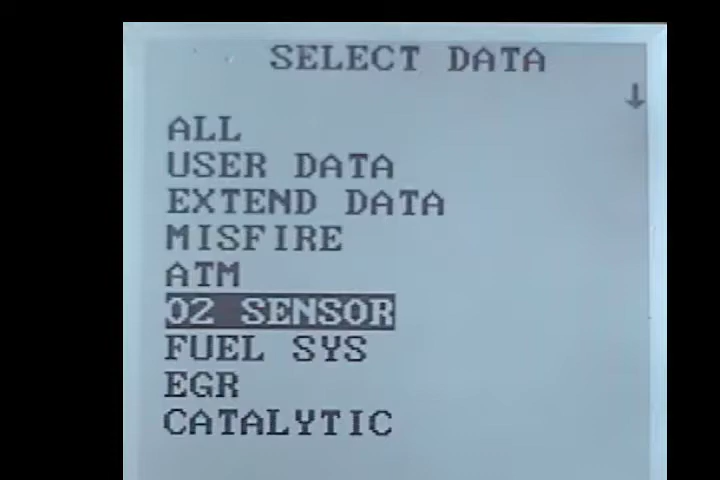 SELECT DATA
↓
ALL
USER DATA
EXTEND DATA
MISFIRE
ATM
O2 SENSOR
FUEL SYS
EGR
CATALYTIC